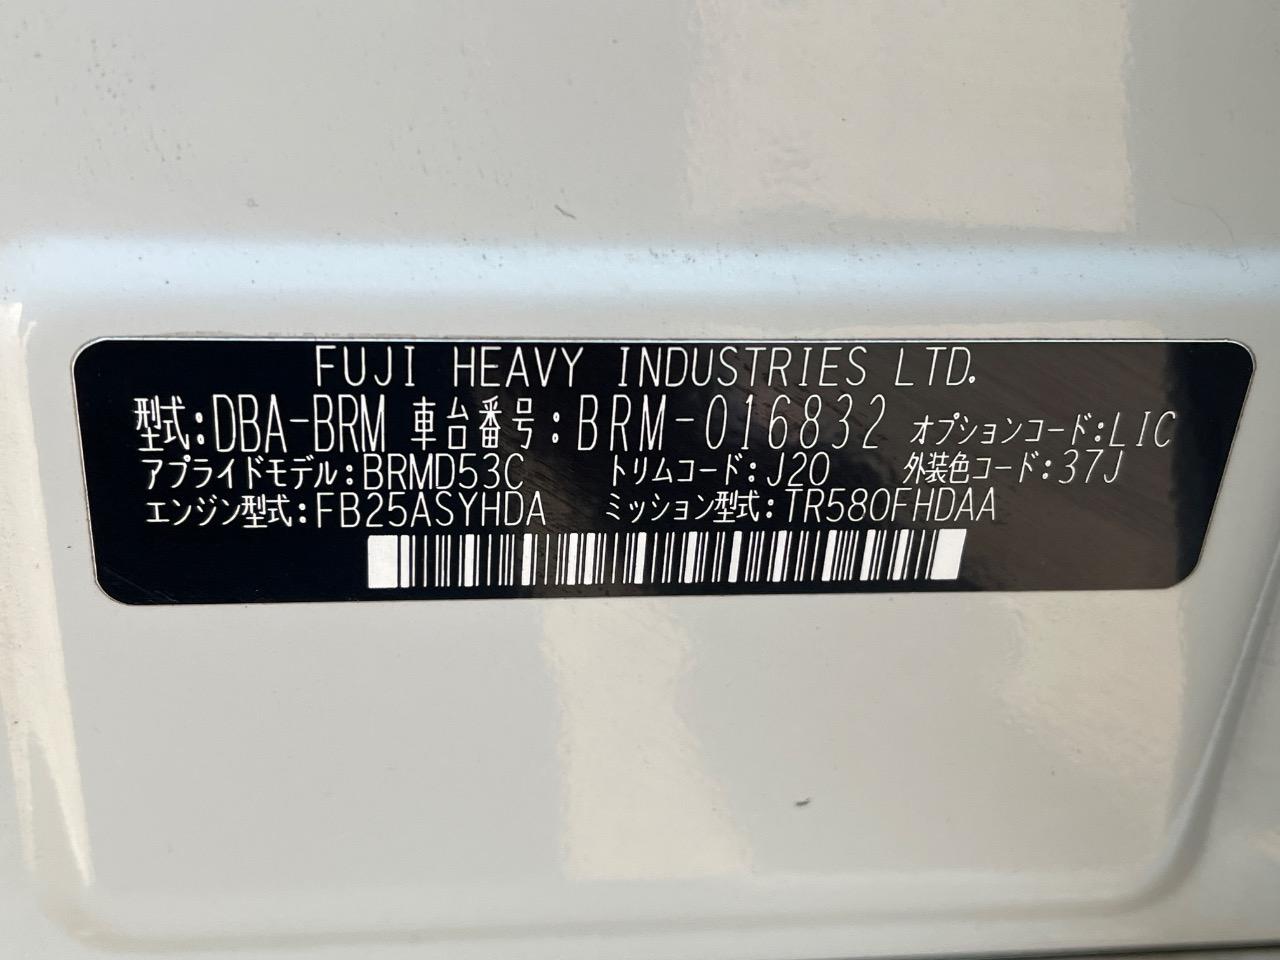 FUJI HEAVY INDUSTRIES LTD.
型式:DBA-BRM 車台番号:BRM-016832 オプションコード:LIC
アプライドモデル:BRMD53C トリムコード:J20 外装色コード:37J
エンジン型式:FB25ASYHDA ミッション型式:TR580FHDAA